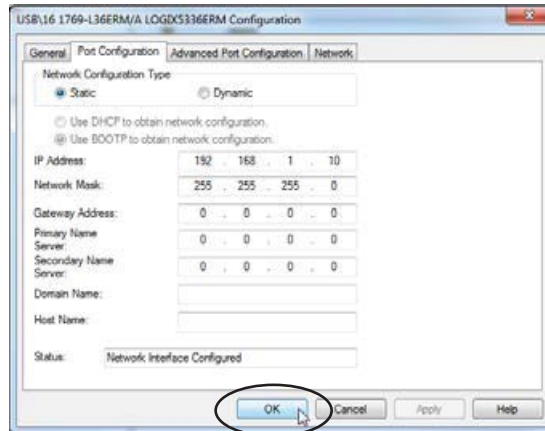 USB\16 1769-L36ERM/A LOGIX5336ERM Configuration
General Port Configuration Advanced Port Configuration Network
Network Configuration Type
Static Dynamic
Use DHCP to obtain network configuration.
Use BOOTP to obtain network configuration.
IP Address: 192 . 168 . 1 . 10
Network Mask: 255 . 255 . 255 . 0
Gateway Address: 0 . 0 . 0 . 0
Primary Name
Server: 0 . 0 . 0 . 0
Secondary Name
Server: 0 . 0 . 0 . 0
Domain Name:
Host Name:
Status: Network Interface Configured
OK Cancel Apply Help